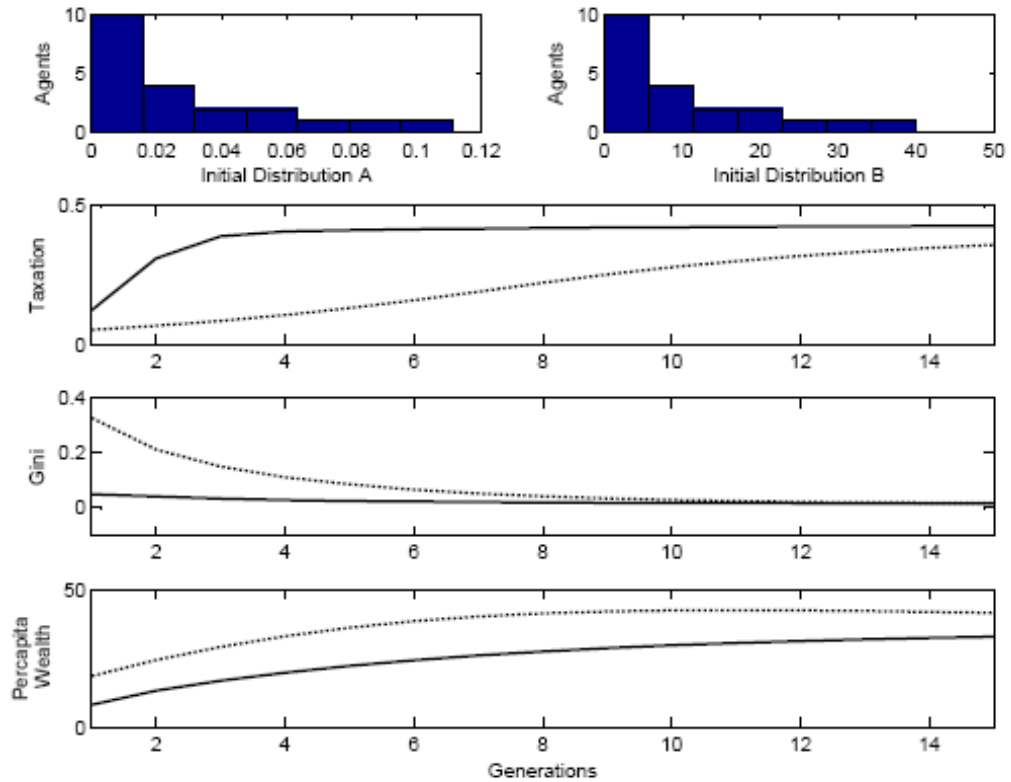 Agents
10
5
0
0 0.02 0.04 0.06 0.08 0.1 0.12
Initial Distribution A
Agents
10
5
0
0 10 20 30 40 50
Initial Distribution B
Taxation
0.5
0
2 4 6 8 10 12 14
Gini
0.4
0.2
0
2 4 6 8 10 12 14
Percapita
Wealth
50
0
2 4 6 8 10 12 14
Generations